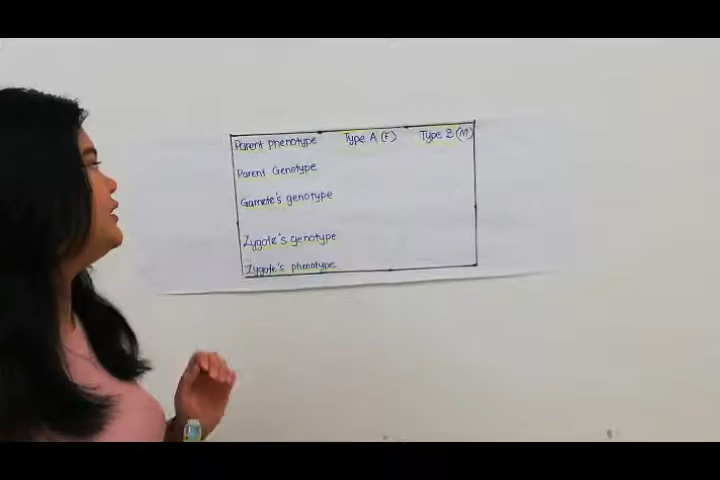 Parent phenotype Type A (F) Type B (M)
Parent Genotype
Gamete's genotype
Zygote's genotype
Zygote's phenotype